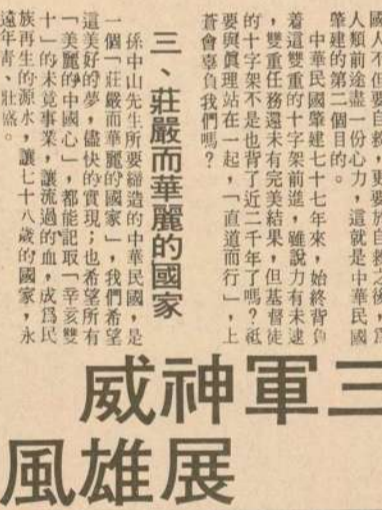 國人不但要自救，更要於自救之後，爲
人類前途盡一份心力，這就是中華民國
肇建的第二個目的。
中華民國肇建七十七年來，始終背負
着這雙重的十字架前進，雖說力有未逮
，雙重任務還未有完美結果，但基督徒
的十字架不是也背了近二千年了嗎？祗
要與眞理站在一起，「直道而行」，上
蒼會辜負我們嗎？
三、莊嚴而華麗的國家
孫中山先生所要締造的中華民國，是
一個「莊嚴而華麗的國家」，我們希望
這美好的夢，儘快的實現；也希望所有
「美麗的中國心」，都能記取「辛亥雙
十」的未竟事業，讓流過的血，成爲民
族再生的源水，讓七十八歲的國家，永
遠年靑、壯盛。
三軍神威
展雄風